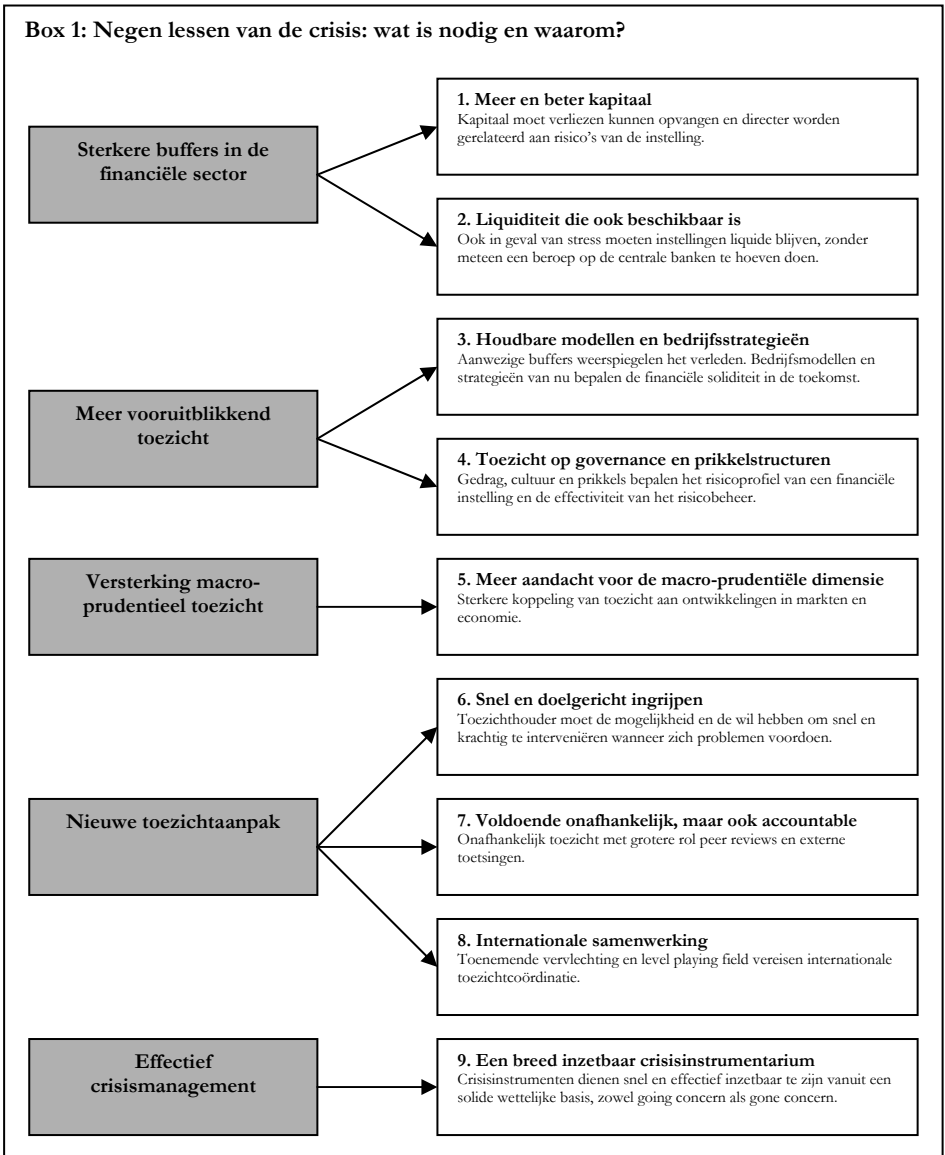 Box 1: Negen lessen van de crisis: wat is nodig en waarom?
Sterkere buffers in de
financiële sector
1. Meer en beter kapitaal
Kapitaal moet verliezen kunnen opvangen en directer worden
gerelateerd aan risico's van de instelling.
2. Liquiditeit die ook beschikbaar is
Ook in geval van stress moeten instellingen liquide blijven, zonder
meteen een beroep op de centrale banken te hoeven doen.
Meer vooruitblikkend
toezicht
3. Houdbare modellen en bedrijfsstrategieën
Aanwezige buffers weerspiegelen het verleden. Bedrijfsmodellen en
strategieën van nu bepalen de financiële soliditeit in de toekomst.
4. Toezicht op governance en prikkelstructuren
Gedrag, cultuur en prikkels bepalen het risicoprofiel van een financiële
instelling en de effectiviteit van het risicobeheer.
Versterking macro-
prudentieel toezicht
5. Meer aandacht voor de macro-prudentiële dimensie
Sterkere koppeling van toezicht aan ontwikkelingen in markten en
economie.
Nieuwe toezichtaanpak
6. Snel en doelgericht ingrijpen
Toezichthouder moet de mogelijkheid en de wil hebben om snel en
krachtig te interveniëren wanneer zich problemen voordoen.
7. Voldoende onafhankelijk, maar ook accountable
Onafhankelijk toezicht met grotere rol peer reviews en externe
toetsingen.
8. Internationale samenwerking
Toenemende vervlechting en level playing field vereisen internationale
toezichtcoördinatie.
Effectief
crisismanagement
9. Een breed inzetbaar crisisinstrumentarium
Crisisinstrumenten dienen snel en effectief inzetbaar te zijn vanuit een
solide wettelijke basis, zowel going concern als gone concern.